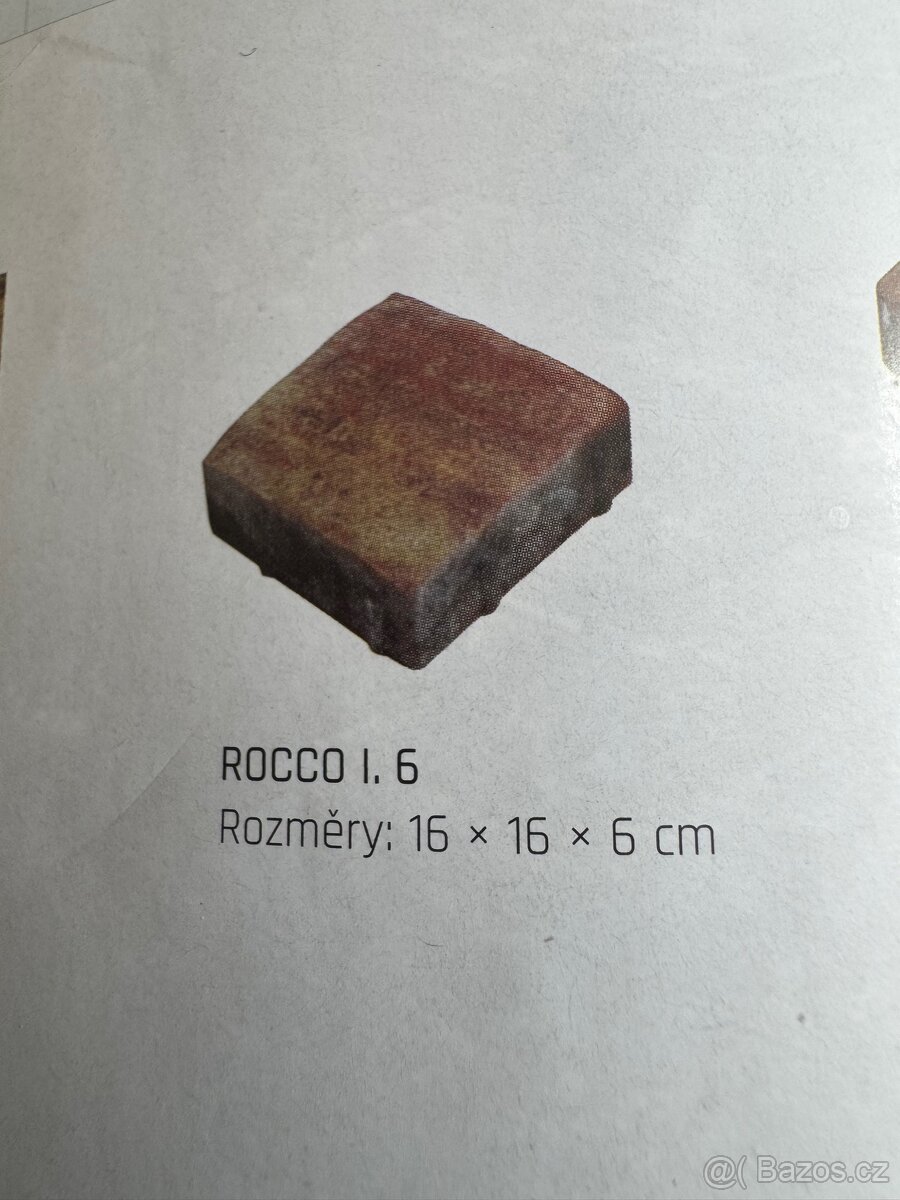 ROCCO I. 6
Rozměry: 16 × 16 × 6 cm
@( Bazos.cz